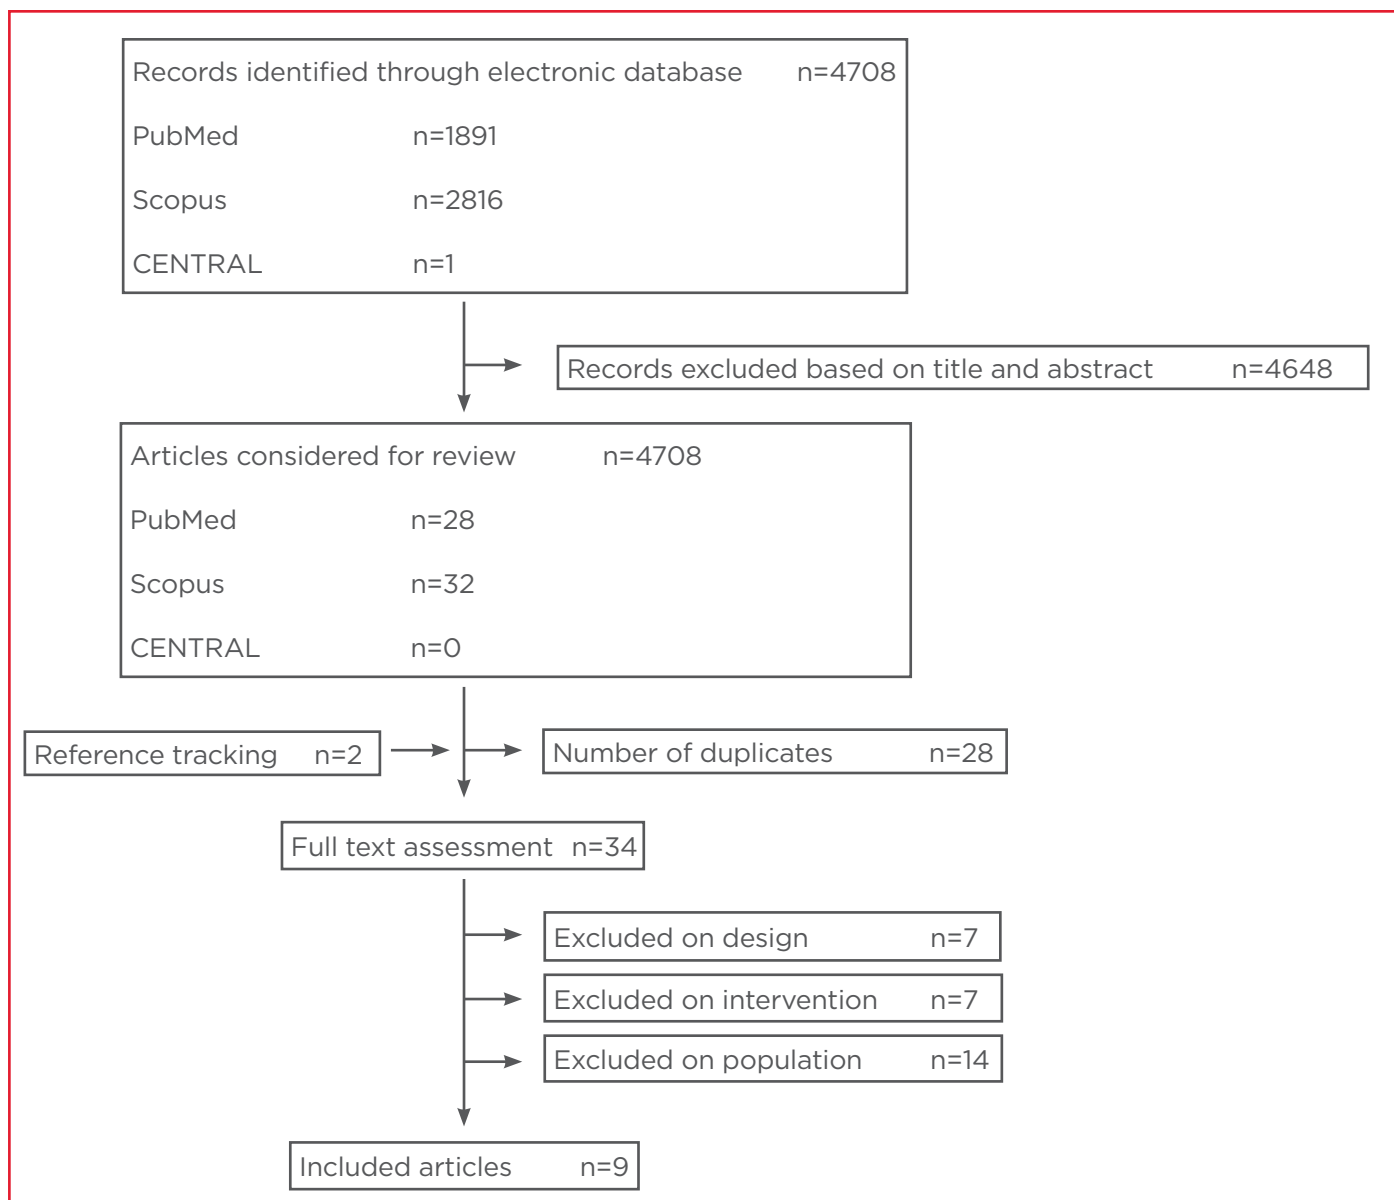 Records identified through electronic database n=4708
PubMed n=1891
Scopus n=2816
CENTRAL n=1
Records excluded based on title and abstract n=4648
Articles considered for review n=4708
PubMed n=28
Scopus n=32
CENTRAL n=0
Reference tracking n=2
Number of duplicates n=28
Full text assessment n=34
Excluded on design n=7
Excluded on intervention n=7
Excluded on population n=14
Included articles n=9